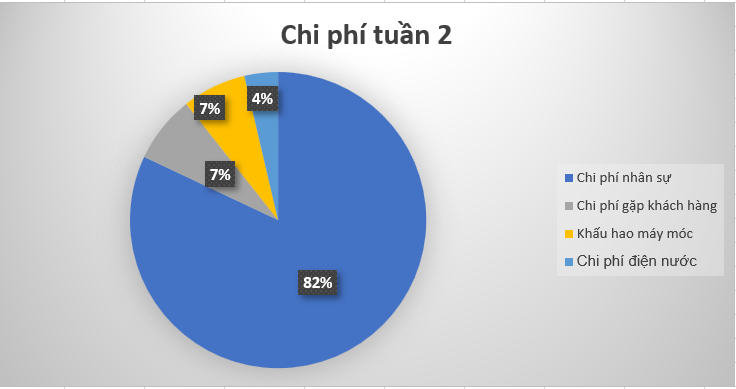 Chi phí tuần 2
4%
7%
7%
82%
Chi phí nhân sự
Chi phí gặp khách hàng
Khấu hao máy móc
Chi phí điện nước